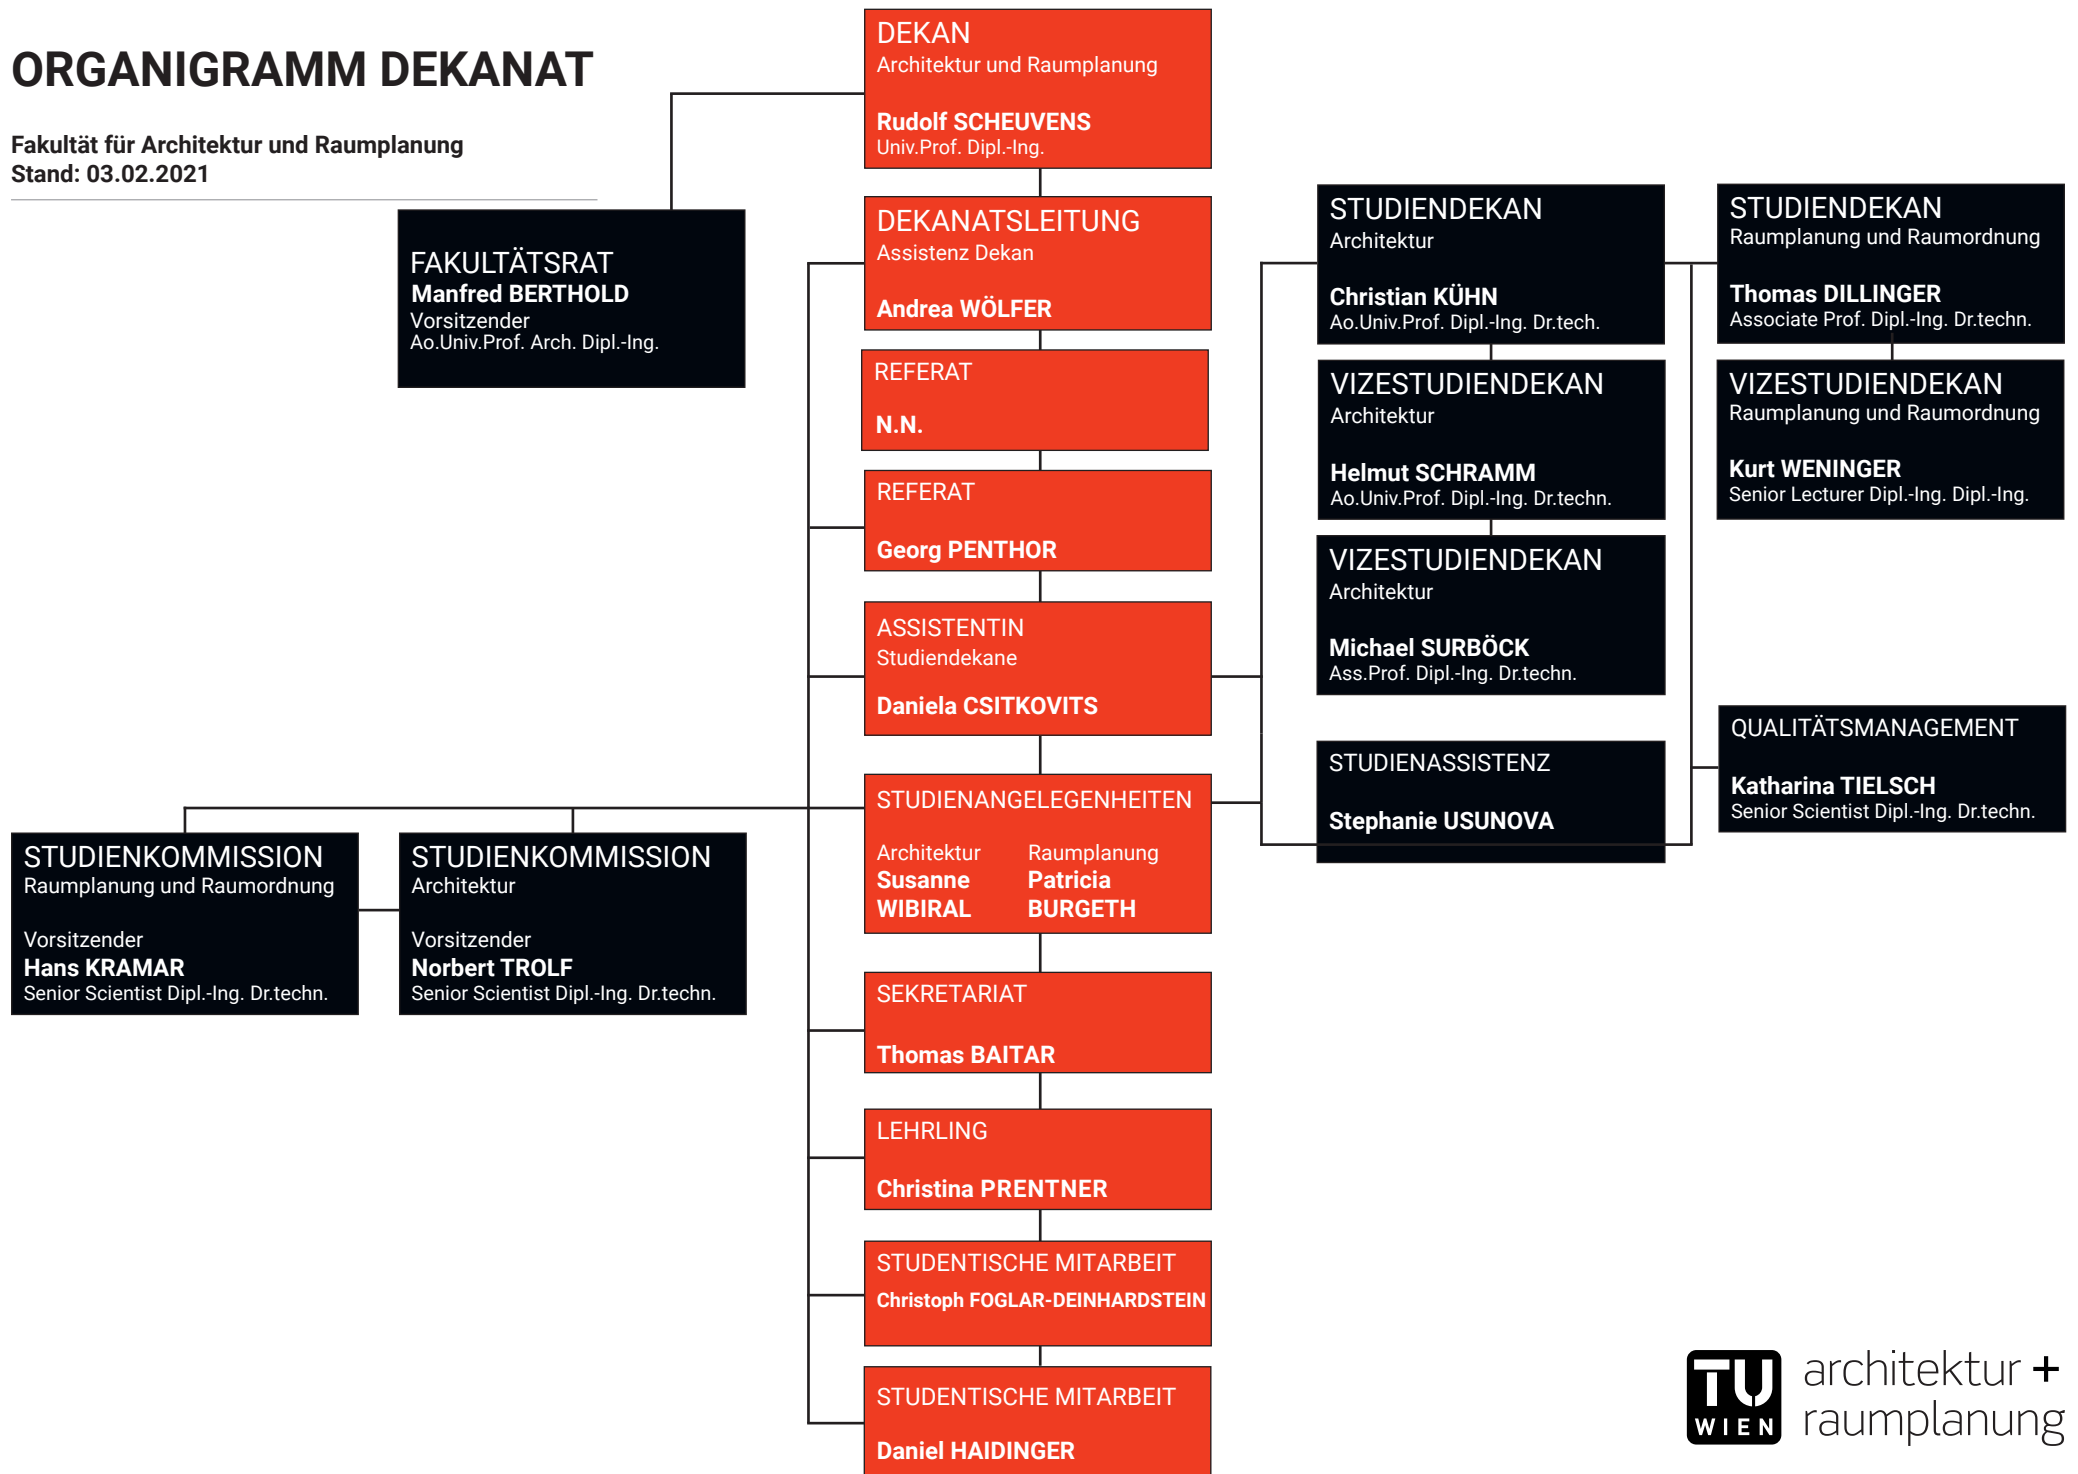 ORGANIGRAMM DEKANAT
Fakultät für Architektur und Raumplanung
Stand: 03.02.2021
DEKAN
Architektur und Raumplanung
Rudolf SCHEUVENS
Univ.Prof. Dipl.-Ing.
FAKULTÄTSRAT
Manfred BERTHOLD
Vorsitzender
Ao.Univ.Prof. Arch. Dipl.-Ing.
DEKANATSLEITUNG
Assistenz Dekan
Andrea WÖLFER
REFERAT
N.N.
REFERAT
Georg PENTHOR
ASSISTENTIN
Studiendekane
Daniela CSITKOVITS
STUDIENANGELEGENHEITEN
Architektur Raumplanung
Susanne Patricia
WIBIRAL BURGETH
SEKRETARIAT
Thomas BAITAR
LEHRLING
Christina PRENTNER
STUDENTISCHE MITARBEIT
Christoph FOGLAR-DEINHARDSTEIN
STUDENTISCHE MITARBEIT
Daniel HAIDINGER
STUDIENDEKAN
Architektur
Christian KÜHN
Ao.Univ.Prof. Dipl.-Ing. Dr.tech.
VIZESTUDIENDEKAN
Architektur
Helmut SCHRAMM
Ao.Univ.Prof. Dipl.-Ing. Dr.techn.
VIZESTUDIENDEKAN
Architektur
Michael SURBÖCK
Ass.Prof. Dipl.-Ing. Dr.techn.
STUDIENASSISTENZ
Stephanie USUNOVA
STUDIENDEKAN
Raumplanung und Raumordnung
Thomas DILLINGER
Associate Prof. Dipl.-Ing. Dr.techn.
VIZESTUDIENDEKAN
Raumplanung und Raumordnung
Kurt WENINGER
Senior Lecturer Dipl.-Ing. Dipl.-Ing.
QUALITÄTSMANAGEMENT
Katharina TIELSCH
Senior Scientist Dipl.-Ing. Dr.techn.
STUDIENKOMMISSION
Raumplanung und Raumordnung
Vorsitzender
Hans KRAMAR
Senior Scientist Dipl.-Ing. Dr.techn.
STUDIENKOMMISSION
Architektur
Vorsitzender
Norbert TROLF
Senior Scientist Dipl.-Ing. Dr.techn.
TU
WIEN
architektur +
raumplanung